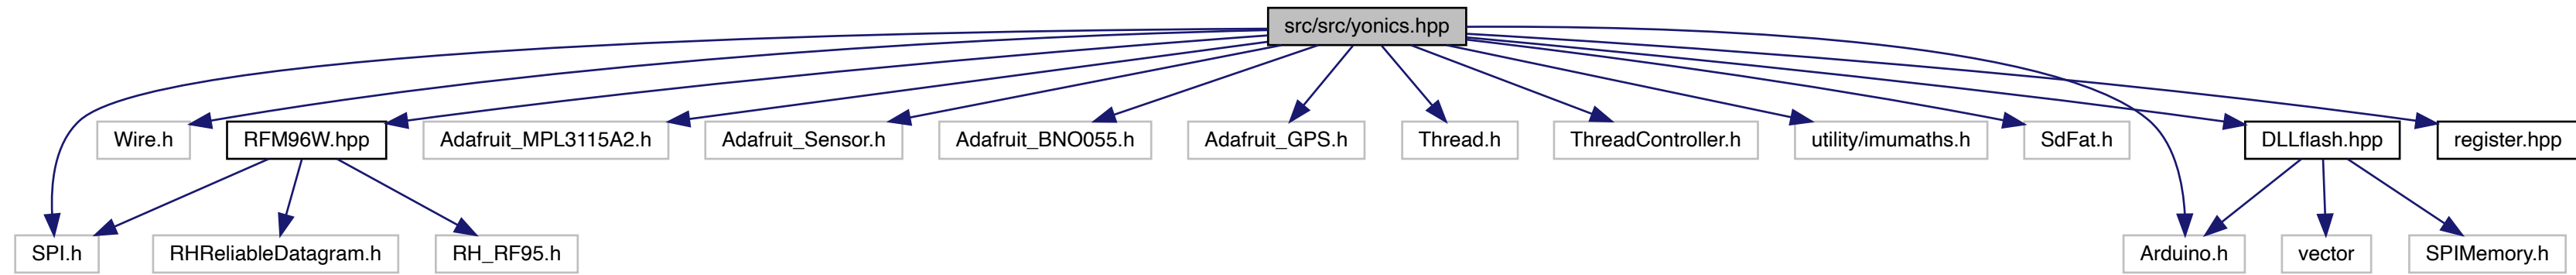 src/src/yonics.hpp
Wire.h
RFM96W.hpp
Adafruit_MPL3115A2.h
Adafruit_Sensor.h
Adafruit_BNO055.h
Adafruit_GPS.h
Thread.h
ThreadController.h
utility/imumaths.h
SdFat.h
DLLflash.hpp
register.hpp
SPI.h
RHReliableDatagram.h
RH_RF95.h
Arduino.h
vector
SPIMemory.h